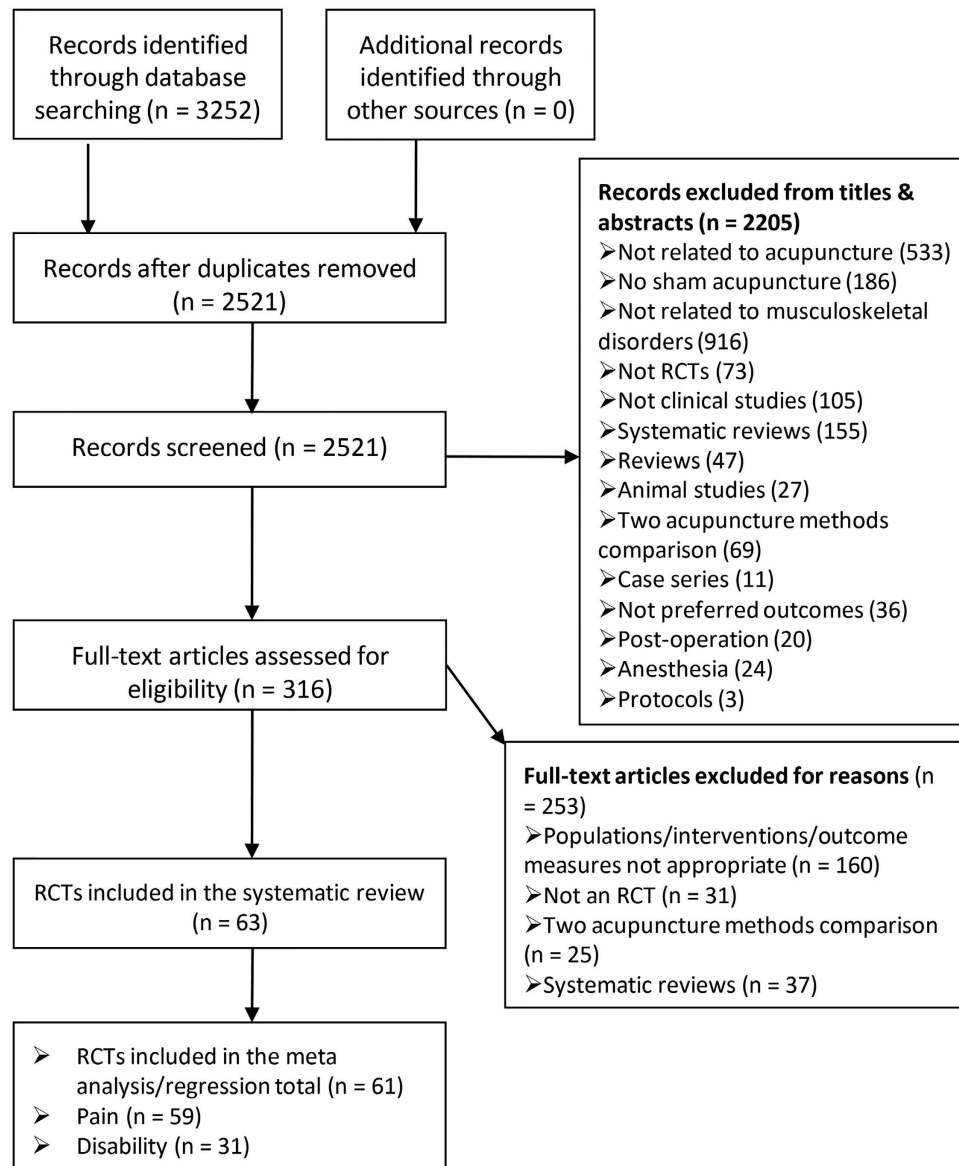 Records identified
through database
searching (n = 3252)
Additional records
identified through
other sources (n = 0)
Records after duplicates removed
(n = 2521)
Records screened (n = 2521)
Records excluded from titles &
abstracts (n = 2205)
➢Not related to acupuncture (533)
➢No sham acupuncture (186)
➢Not related to musculoskeletal
disorders (916)
➢Not RCTs (73)
➢Not clinical studies (105)
➢Systematic reviews (155)
➢Reviews (47)
➢Animal studies (27)
➢Two acupuncture methods
comparison (69)
➢Case series (11)
➢Not preferred outcomes (36)
➢Post-operation (20)
➢Anesthesia (24)
➢Protocols (3)
Full-text articles assessed for
eligibility (n = 316)
Full-text articles excluded for reasons (n
= 253)
➢Populations/interventions/outcome
measures not appropriate (n = 160)
➢Not an RCT (n = 31)
➢Two acupuncture methods comparison
(n = 25)
➢Systematic reviews (n = 37)
RCTs included in the systematic review
(n = 63)
➢ RCTs included in the meta
analysis/regression total (n = 61)
➢ Pain (n = 59)
➢ Disability (n = 31)